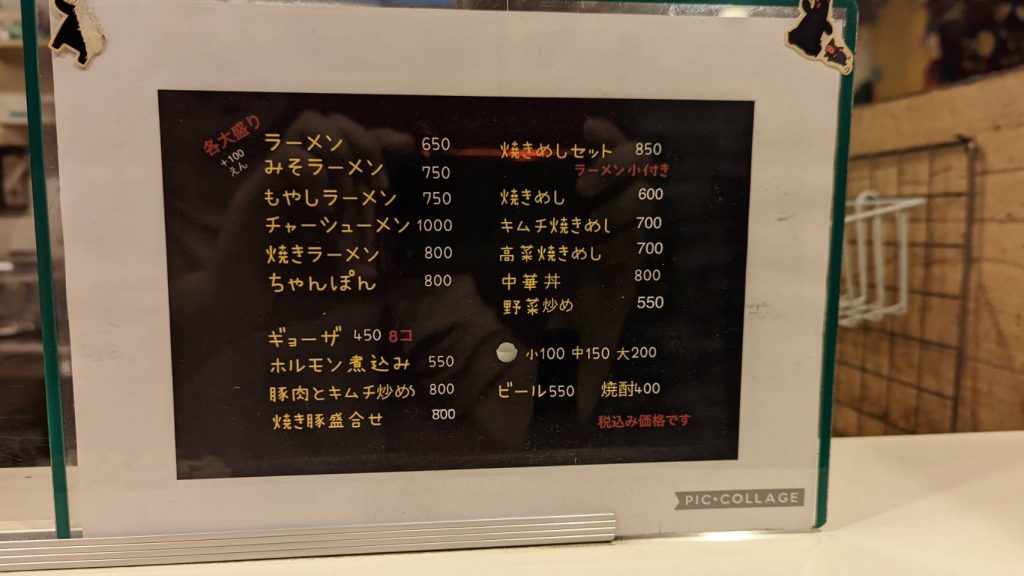 各大盛り
+100
えん
ラーメン 650
みそラーメン 750
もやしラーメン 750
チャーシューメン 1000
焼きラーメン 800
ちゃんぽん 800
ギョーザ 450 8コ
ホルモン煮込み 550
豚肉とキムチ炒め 800
焼き豚盛合せ 800
焼きめしセット 850
ラーメン小付き
焼きめし 600
キムチ焼きめし 700
高菜焼きめし 700
中華丼 800
野菜炒め 550
小100 中150 大200
ビール550 焼酎400
税込み価格です
PIC•COLLAGE